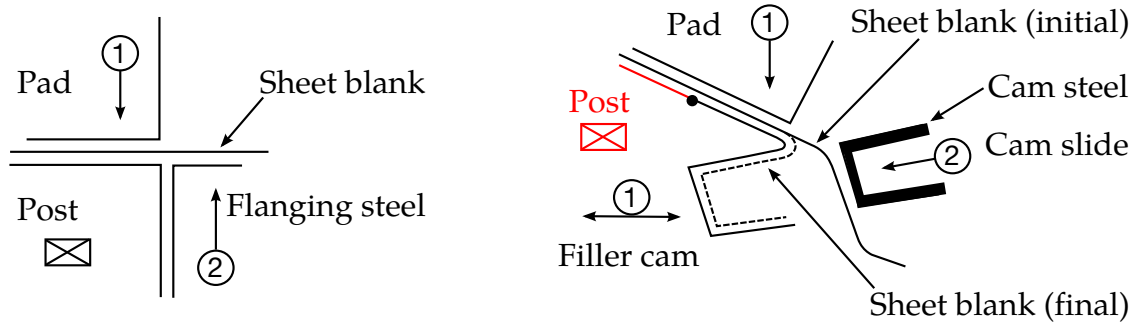 1
Pad
Sheet blank
Post
Flanging steel
2
Pad
1
Sheet blank (initial)
Cam steel
Post
Cam slide
2
1
Filler cam
Sheet blank (final)